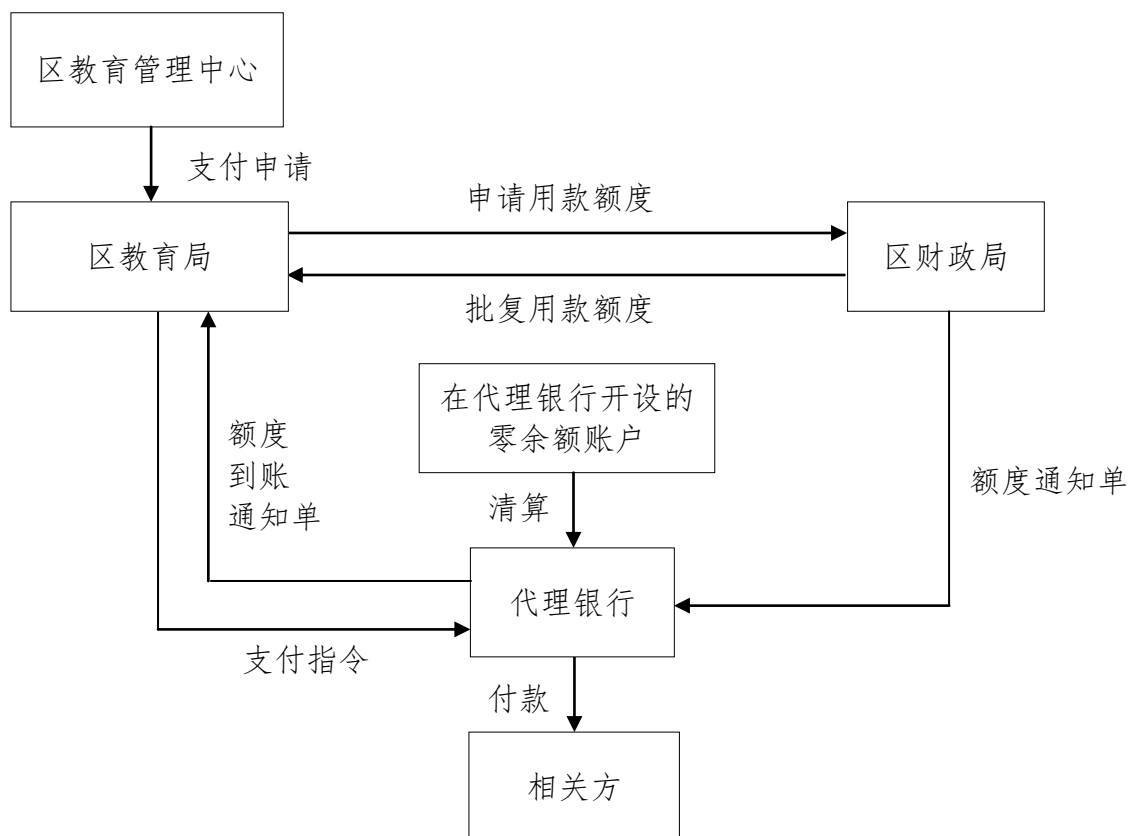 区教育管理中心
支付申请
申请用款额度
区教育局
区财政局
批复用款额度
在代理银行开设的
零余额账户
额度
到账
通知单
额度通知单
清算
代理银行
支付指令
付款
相关方